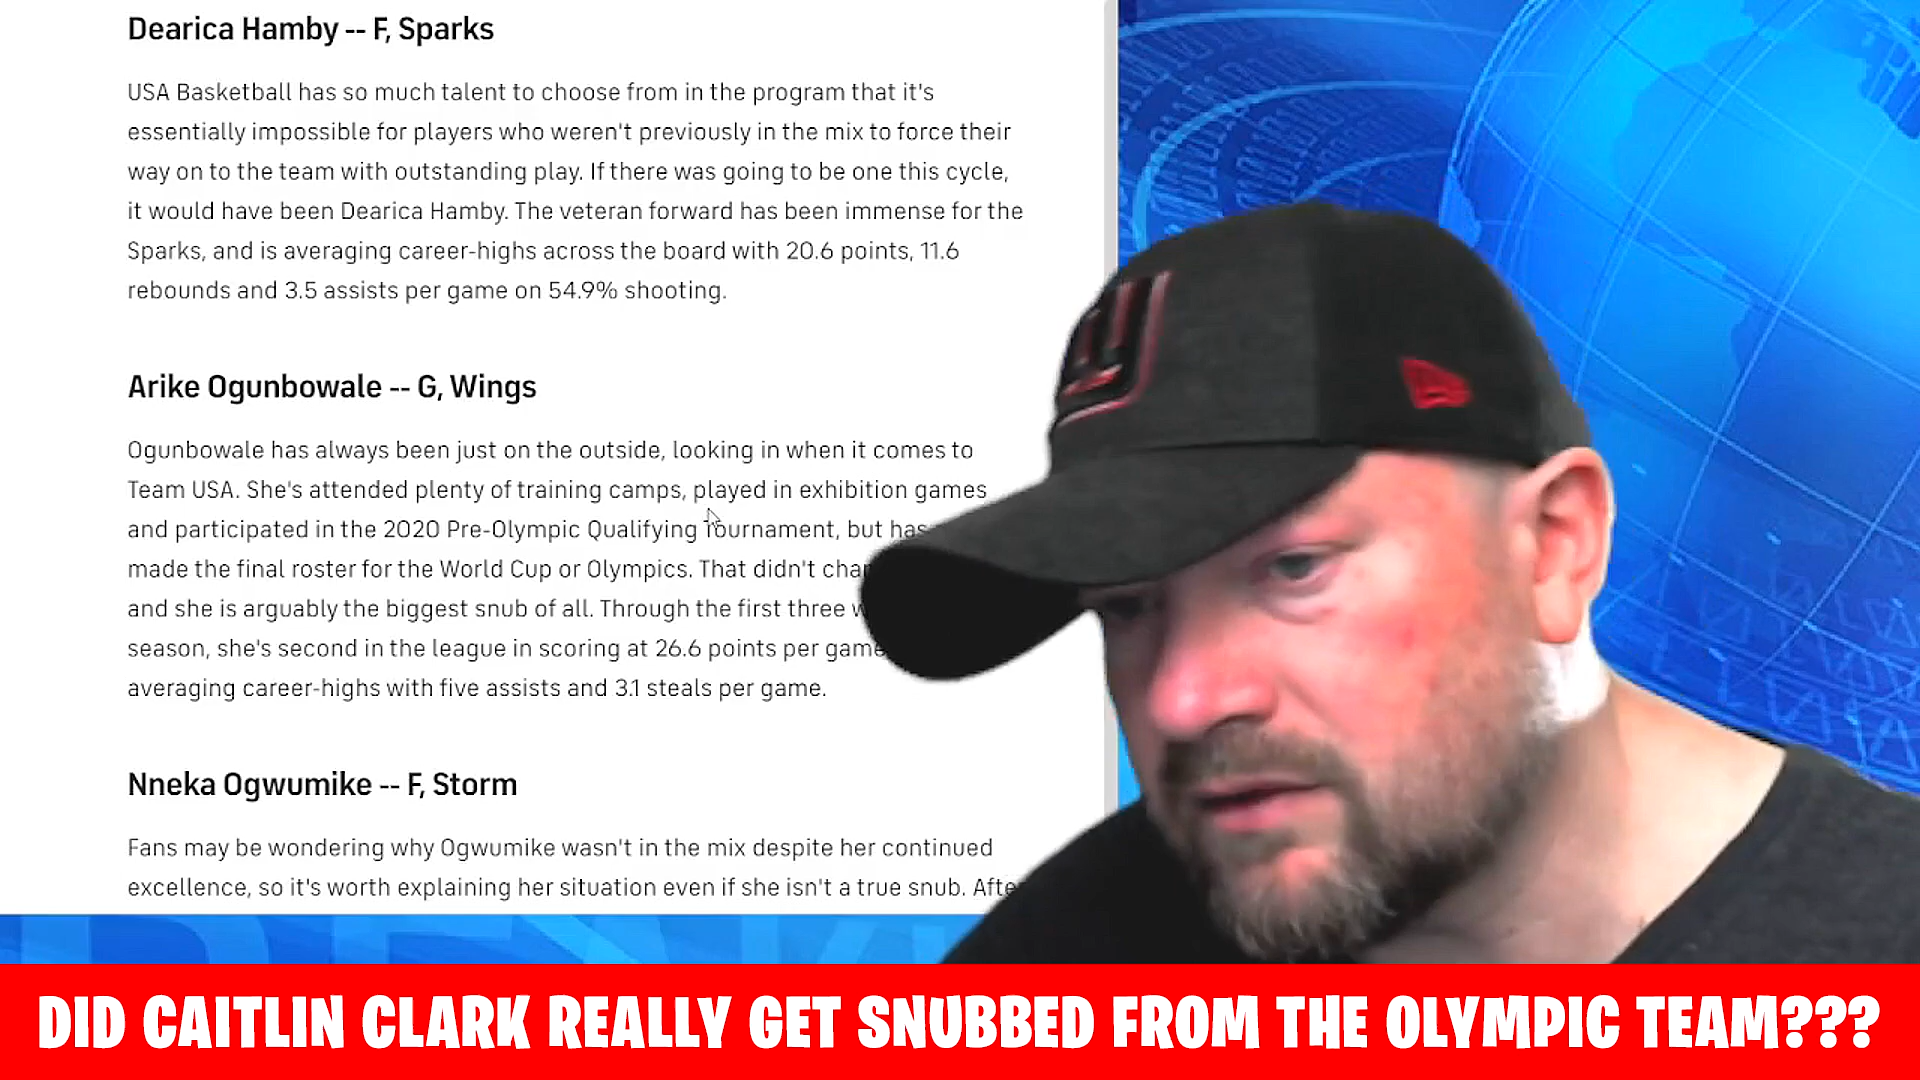 Dearica Hamby -- F, Sparks
USA Basketball has so much talent to choose from in the program that it's
essentially impossible for players who weren't previously in the mix to force their
way on to the team with outstanding play. If there was going to be one this cycle,
it would have been Dearica Hamby. The veteran forward has been immense for the
Sparks, and is averaging career-highs across the board with 20.6 points, 11.6
rebounds and 3.5 assists per game on 54.9% shooting.
Arike Ogunbowale -- G, Wings
Ogunbowale has always been just on the outside, looking in when it comes to
Team USA. She's attended plenty of training camps, played in exhibition games
and participated in the 2020 Pre-Olympic Qualifying Tournament, but has
made the final roster for the World Cup or Olympics. That didn't
and she is arguably the biggest snub of all. Through the first three
season, she's second in the league in scoring at 26.6 points per game
averaging career-highs with five assists and 3.1 steals per game.
Nneka Ogwumike -- F, Storm
Fans may be wondering why Ogwumike wasn't in the mix despite her continued
excellence, so it's worth explaining her situation even if she isn't a true snub.
DID CAITLIN CLARK REALLY GET SNUBBED FROM THE OLYMPIC TEAM???